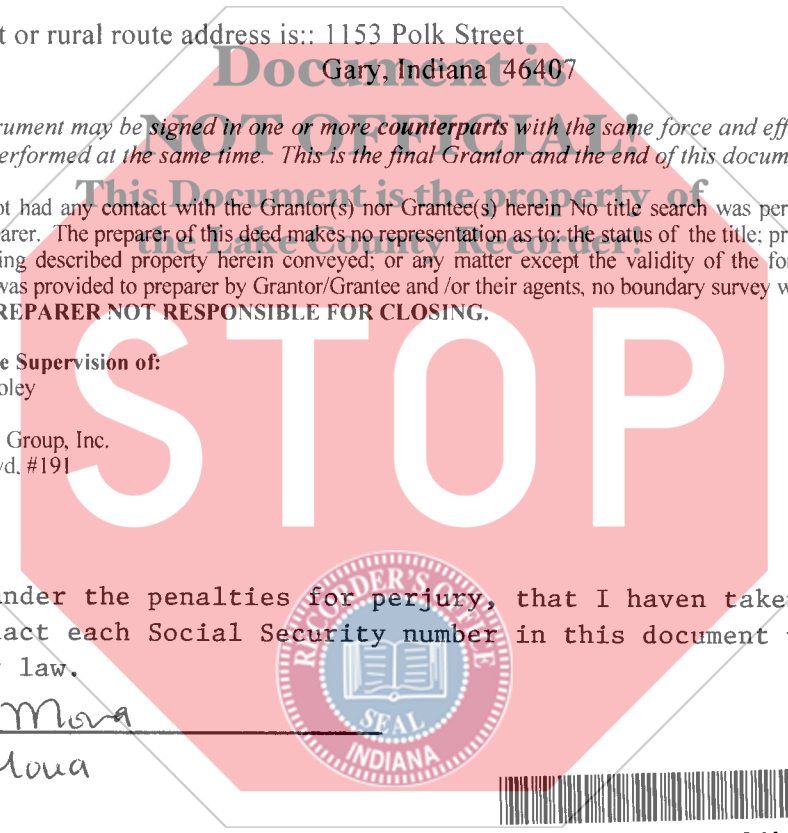 t or rural route address is:: 1153 Polk Street
Document is
Gary, Indiana 46407
NOT OFFICIAL!
rument may be signed in one or more counterparts with the same force and eff
erformed at the same time. This is the final Grantor and the end of this docum
This Document is the property of
ot had any contact with the Grantor(s) nor Grantee(s) herein No title search was per
the Lake County Recorder!
arer. The preparer of this deed makes no representation as to: the status of the title; pr
ing described property herein conveyed; or any matter except the validity of the fo
was provided to preparer by Grantor/Grantee and /or their agents, no boundary survey w
REPARER NOT RESPONSIBLE FOR CLOSING.
e Supervision of:
oley
Group, Inc.
vd. #191
STOP
under the penalties for perjury, that I haven take
dact each Social Security number in this document
law.
Mova
Moua
RECORDER'S OFFICE
SEAL
INDIANA